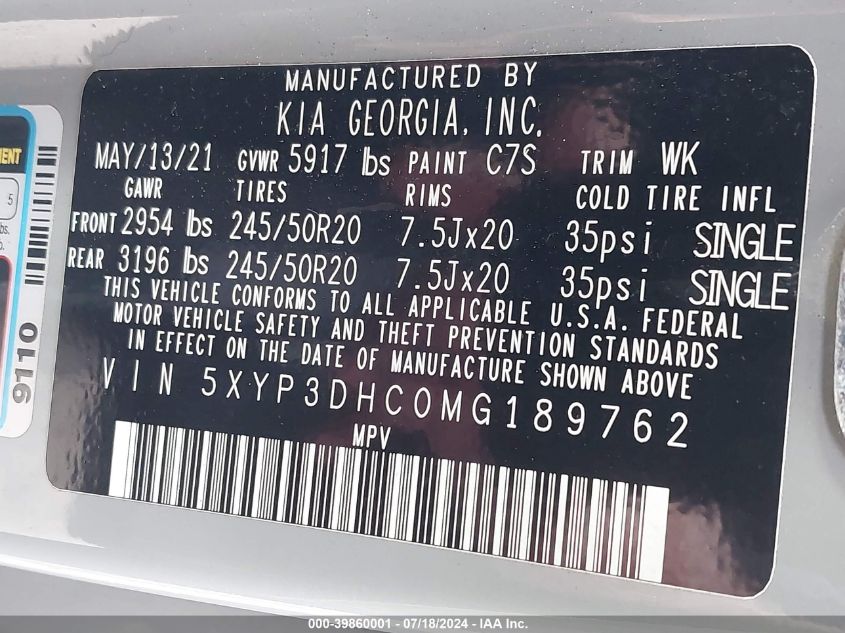 MANUFACTURED BY
KIA GEORGIA, INC.
MAY/13/21 GVWR 5917 lbs PAINT C7S TRIM WK
GAWR TIRES RIMS COLD TIRE INFL
FRONT 2954 lbs 245/50R20 7.5Jx20 35psi SINGLE
REAR 3196 lbs 245/50R20 7.5Jx20 35psi SINGLE
THIS VEHICLE CONFORMS TO ALL APPLICABLE U.S.A. FEDERAL
MOTOR VEHICLE SAFETY AND THEFT PREVENTION STANDARDS
IN EFFECT ON THE DATE OF MANUFACTURE SHOWN ABOVE
VIN 5XYP3DHC0MG189762
MPV
5
9110
000-39860001 - 07/18/2024 - IAA Inc.